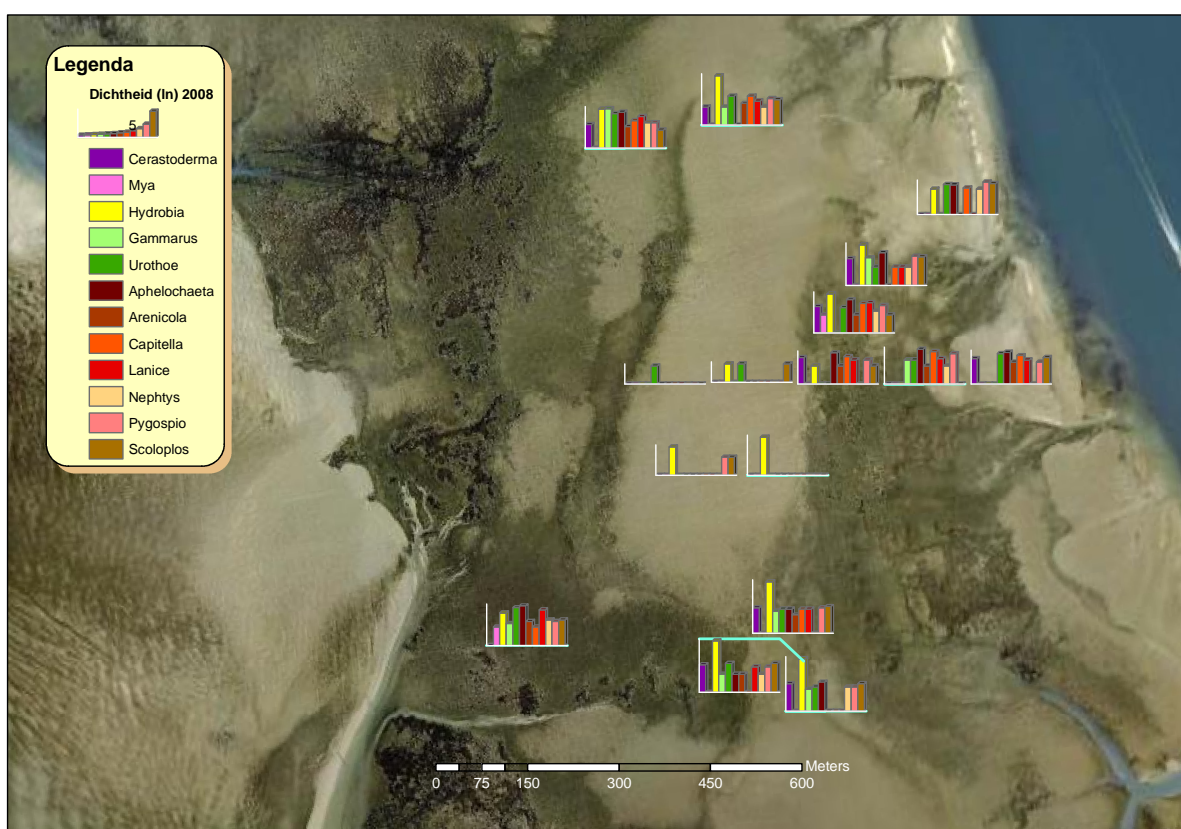 Legenda
Dichtheid (ln) 2008
5
Cerastoderma
Mya
Hydrobia
Gammarus
Urothoe
Aphelochaeta
Arenicola
Capitella
Lanice
Nephtys
Pygospio
Scoloplos
Meters
0 75 150 300 450 600